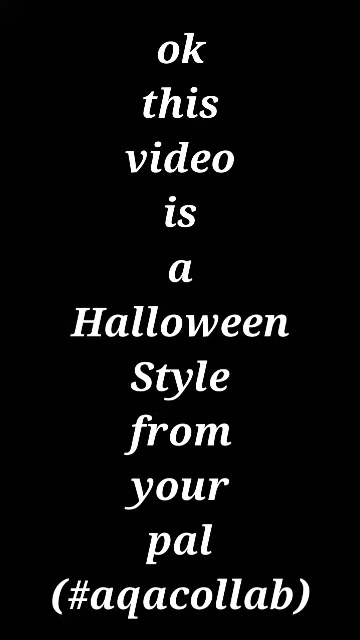 ok
this
video
is
a
Halloween
Style
from
your
pal
(#aqacollab)